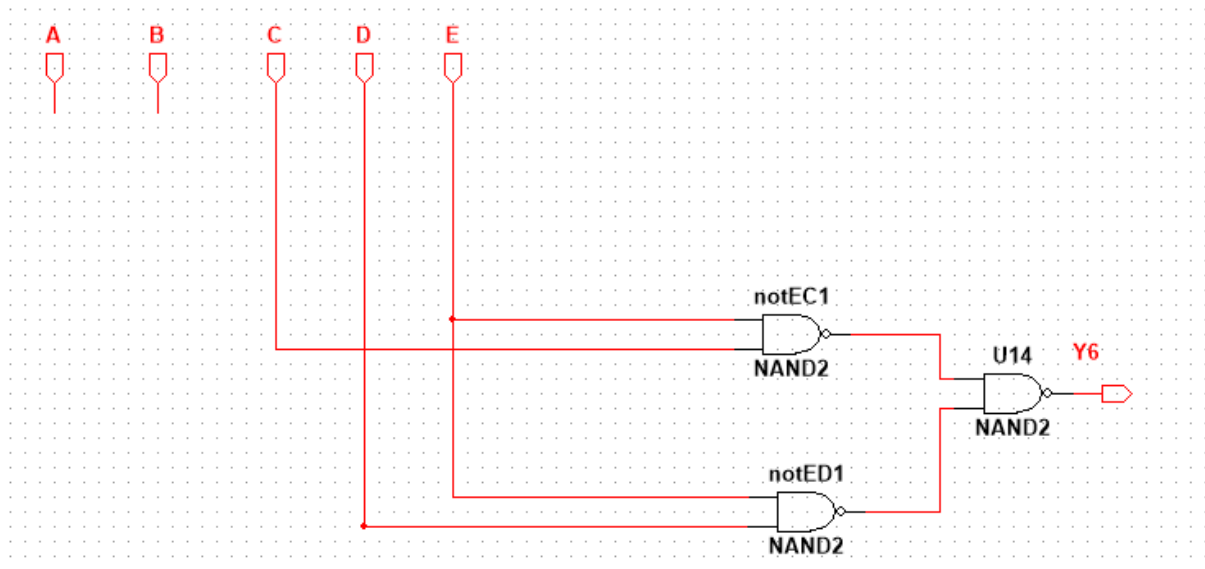 A B C D E
notEC1
NAND2
U14
Y6
NAND2
notED1
NAND2